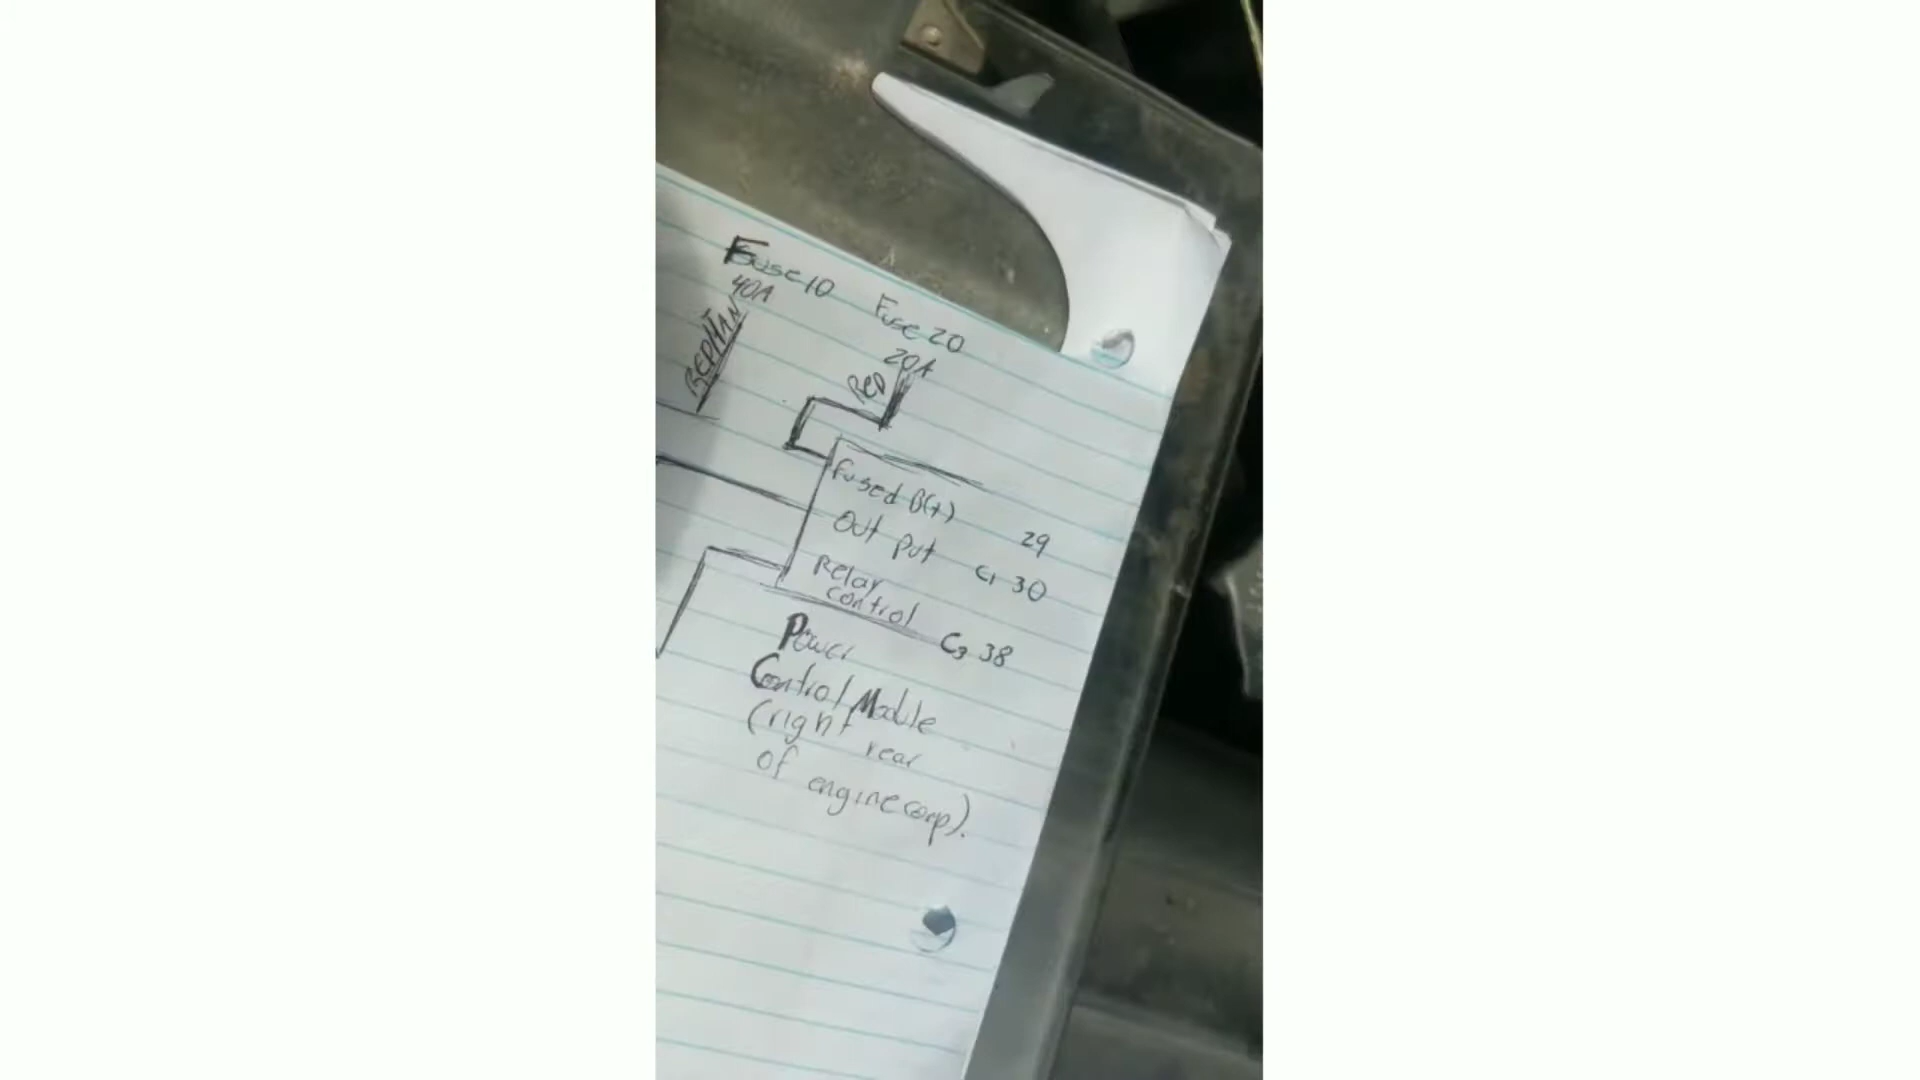 Fuse 10
40A
RED/TAN
Fuse 20
20A
RED
Fused B(+) 29
Out put C1 30
Relay
control C3 38
Power
Control Module
(right rear
of engine comp).